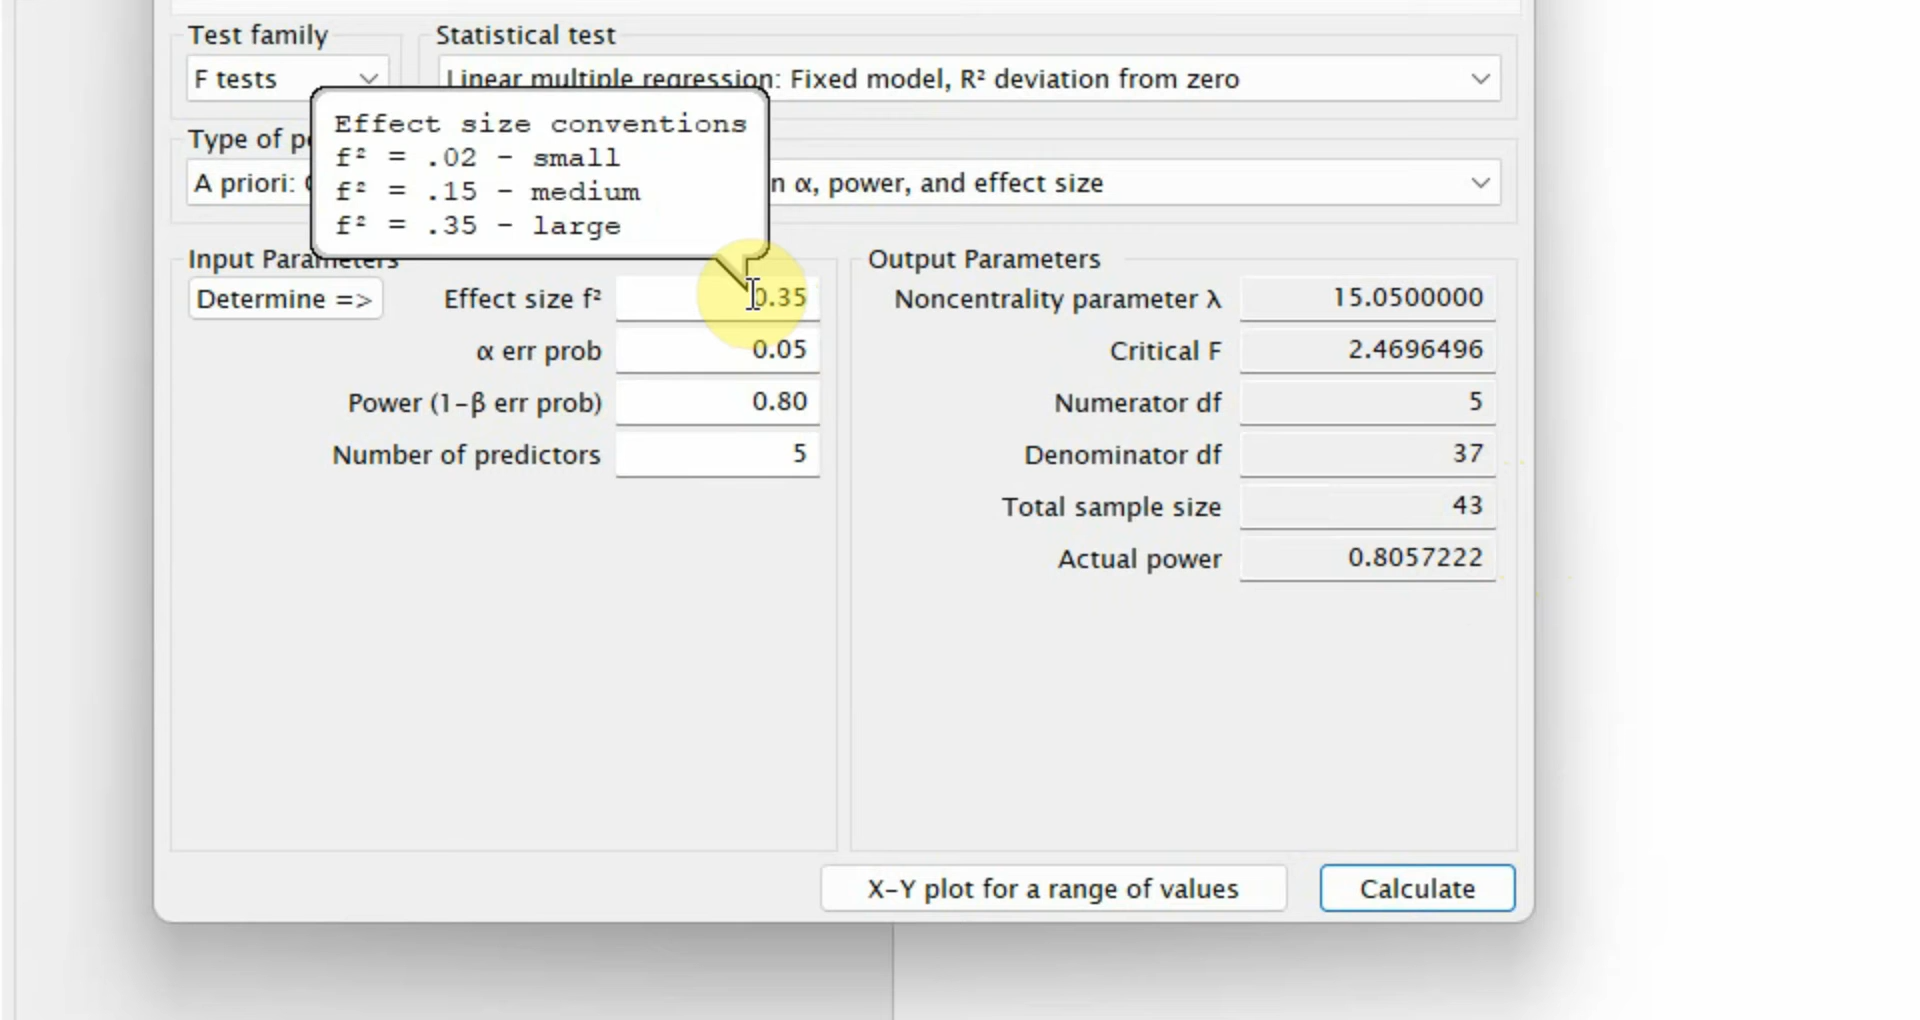 Test family
Statistical test
F tests
Linear multiple regression: Fixed model, R² deviation from zero
Effect size conventions
f² = .02 - small
f² = .15 - medium
f² = .35 - large
Type of p
A priori:
n α, power, and effect size
Input Parameters
Output Parameters
Determine =>
Effect size f²
0.35
Noncentrality parameter λ
15.0500000
α err prob
0.05
Critical F
2.4696496
Power (1-β err prob)
0.80
Numerator df
5
Number of predictors
5
Denominator df
37
Total sample size
43
Actual power
0.8057222
X-Y plot for a range of values
Calculate